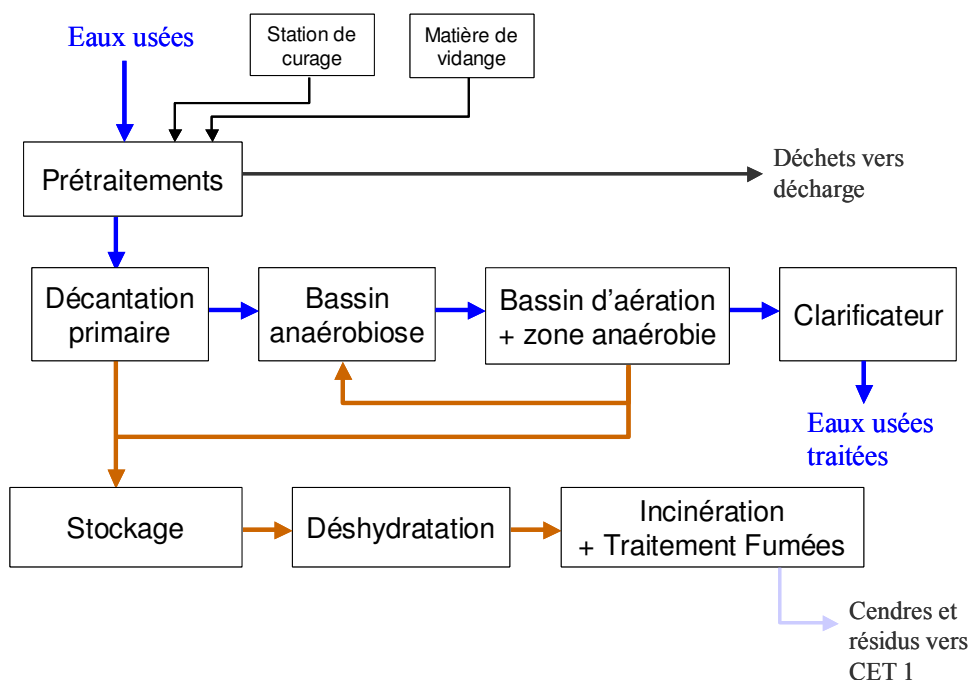 Eaux usées
Station de
curage
Matière de
vidange
Prétraitements
Déchets vers
décharge
Décantation
primaire
Bassin
anaérobiose
Bassin d'aération
+ zone anaérobie
Clarificateur
Eaux usées
traitées
Stockage
Déshydratation
Incinération
+ Traitement Fumées
Cendres et
résidus vers
CET 1